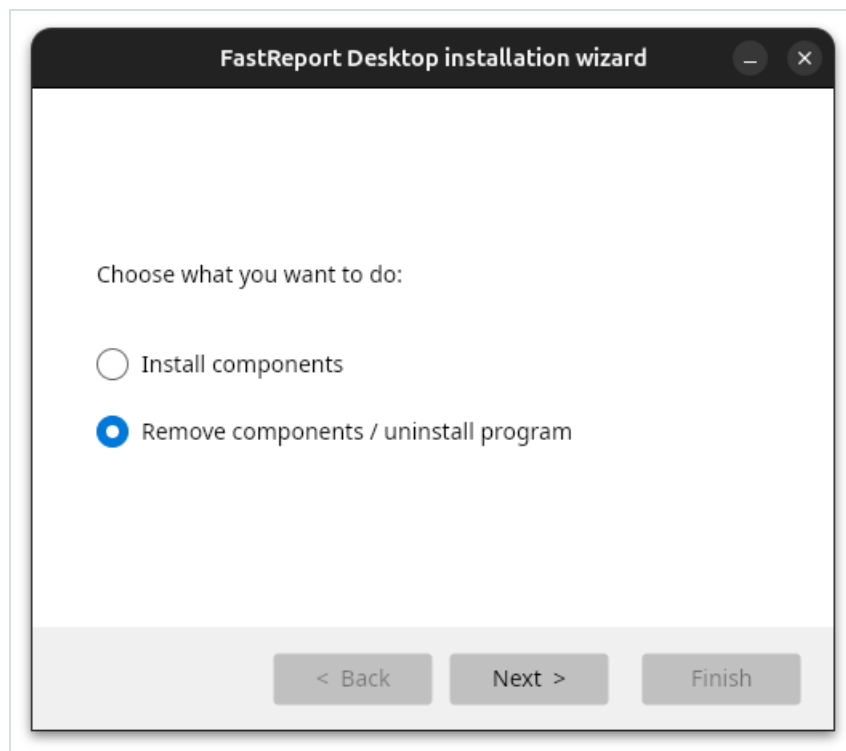 FastReport Desktop installation wizard
Choose what you want to do:
Install components
Remove components / uninstall program
< Back Next > Finish